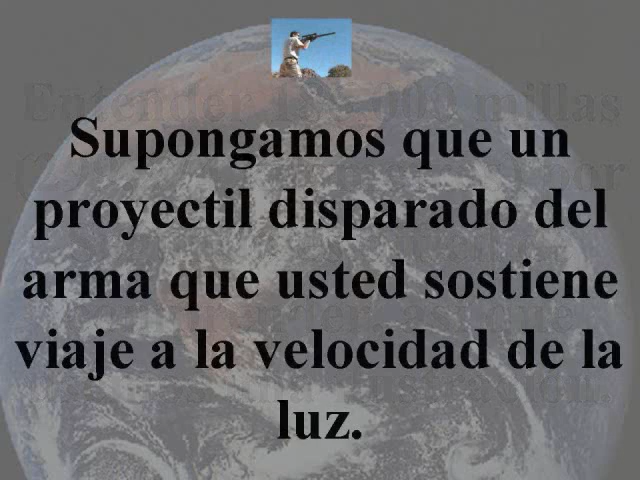 Supongamos que un
proyectil disparado del
arma que usted sostiene
viaje a la velocidad de la
luz.